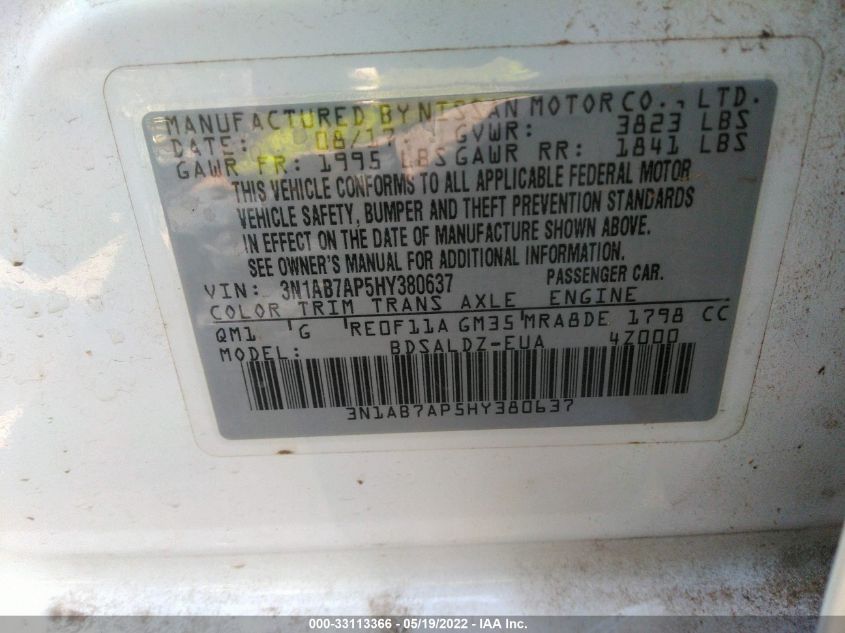 MANUFACTURED BY NISSAN MOTOR CO., LTD.
DATE: 08/17 GVWR: 3823 LBS
GAWR FR: 1995 LBS GAWR RR: 1841 LBS
THIS VEHICLE CONFORMS TO ALL APPLICABLE FEDERAL MOTOR
VEHICLE SAFETY, BUMPER AND THEFT PREVENTION STANDARDS
IN EFFECT ON THE DATE OF MANUFACTURE SHOWN ABOVE.
SEE OWNER'S MANUAL FOR ADDITIONAL INFORMATION.
VIN: 3N1AB7AP5HY380637 PASSENGER CAR.
COLOR TRIM TRANS AXLE ENGINE
QM1 G RE0F11A GM35 MRA8DE 1798 CC
MODEL: BDSALDZ-EUA 4Z000
3N1AB7AP5HY380637
000-33113366 - 05/19/2022 - IAA Inc.